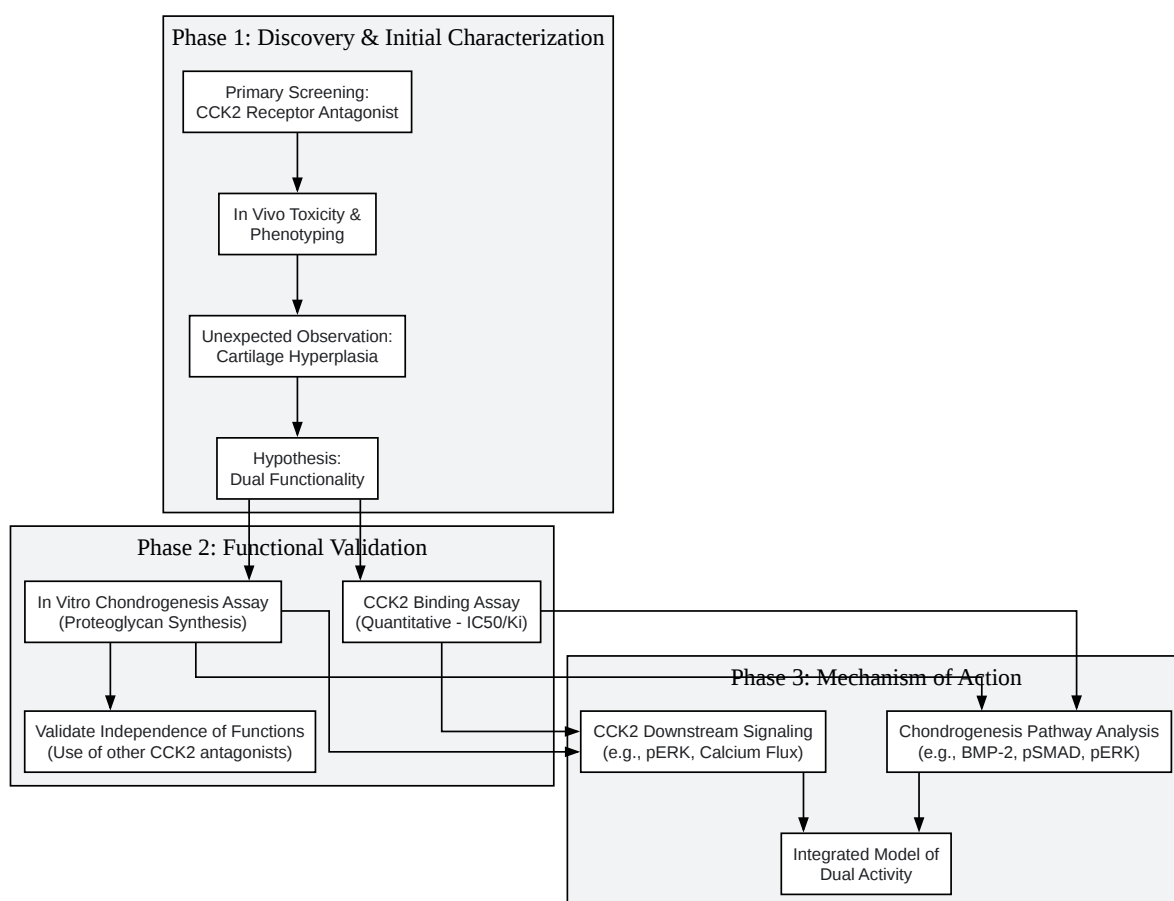 Phase 1: Discovery & Initial Characterization
Primary Screening:
CCK2 Receptor Antagonist
In Vivo Toxicity &
Phenotyping
Unexpected Observation:
Cartilage Hyperplasia
Hypothesis:
Dual Functionality
Phase 2: Functional Validation
In Vitro Chondrogenesis Assay
(Proteoglycan Synthesis)
CCK2 Binding Assay
(Quantitative - IC50/Ki)
Validate Independence of Functions
(Use of other CCK2 antagonists)
Phase 3: Mechanism of Action
CCK2 Downstream Signaling
(e.g., pERK, Calcium Flux)
Chondrogenesis Pathway Analysis
(e.g., BMP-2, pSMAD, pERK)
Integrated Model of
Dual Activity